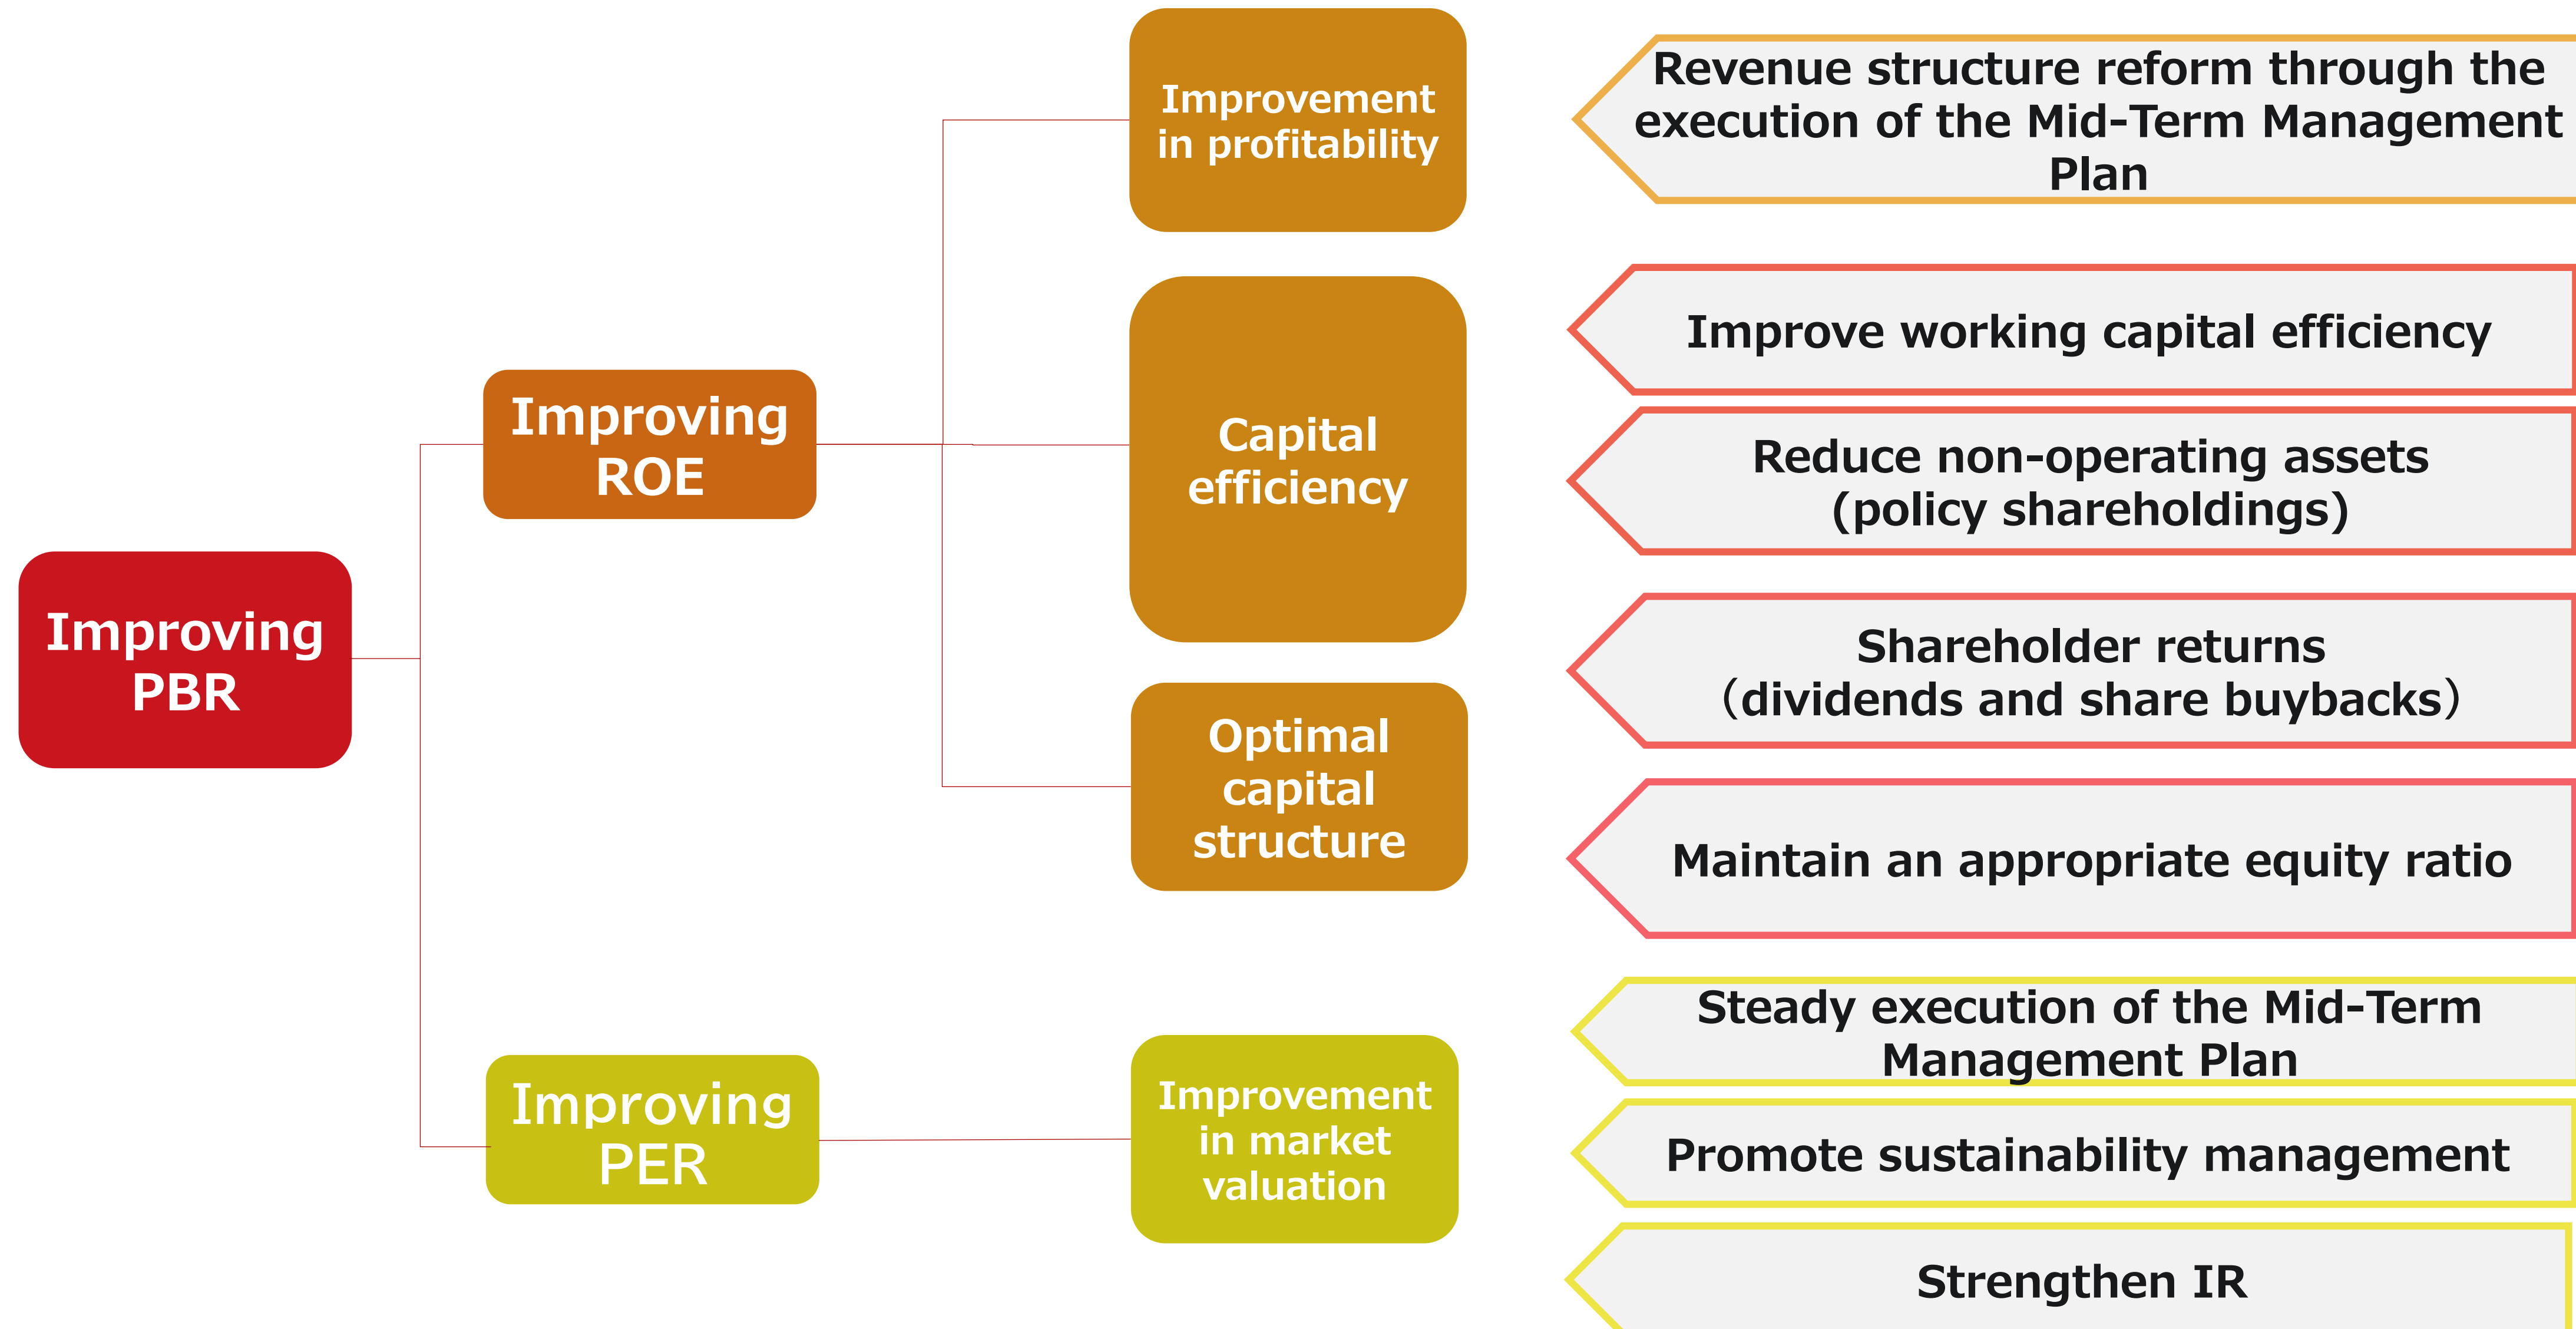 Improving
PBR
Improving
ROE
Improving
PER
Improvement
in profitability
Capital
efficiency
Optimal
capital
structure
Improvement
in market
valuation
Revenue structure reform through the
execution of the Mid-Term Management
Plan
Improve working capital efficiency
Reduce non-operating assets
(policy shareholdings)
Shareholder returns
（dividends and share buybacks）
Maintain an appropriate equity ratio
Steady execution of the Mid-Term
Management Plan
Promote sustainability management
Strengthen IR